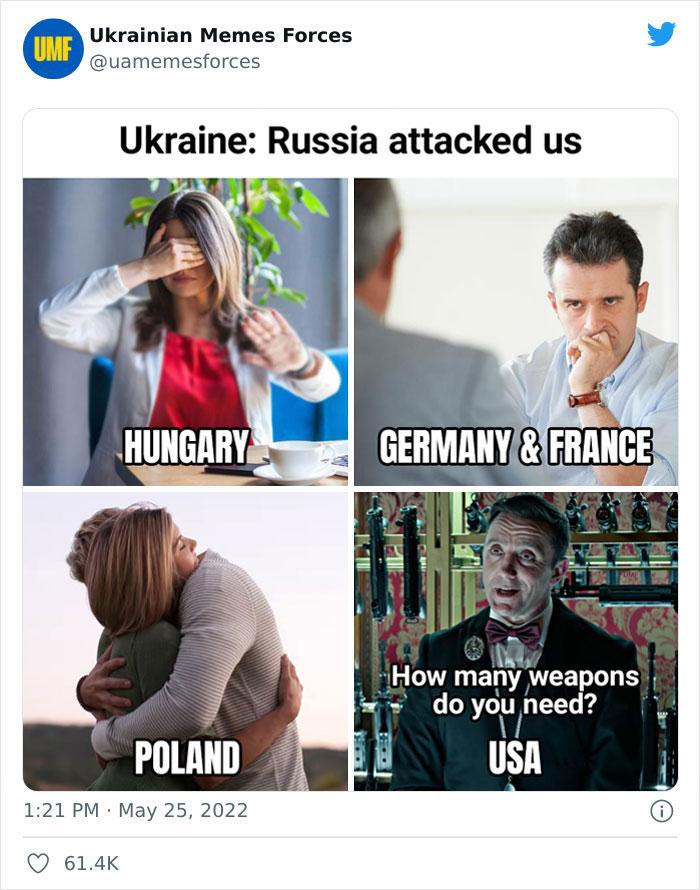 UMF
Ukrainian Memes Forces
@uamemesforces
Ukraine: Russia attacked us
HUNGARY
GERMANY & FRANCE
POLAND
UMF
How many weapons
do you need?
USA
1:21 PM · May 25, 2022
61.4K